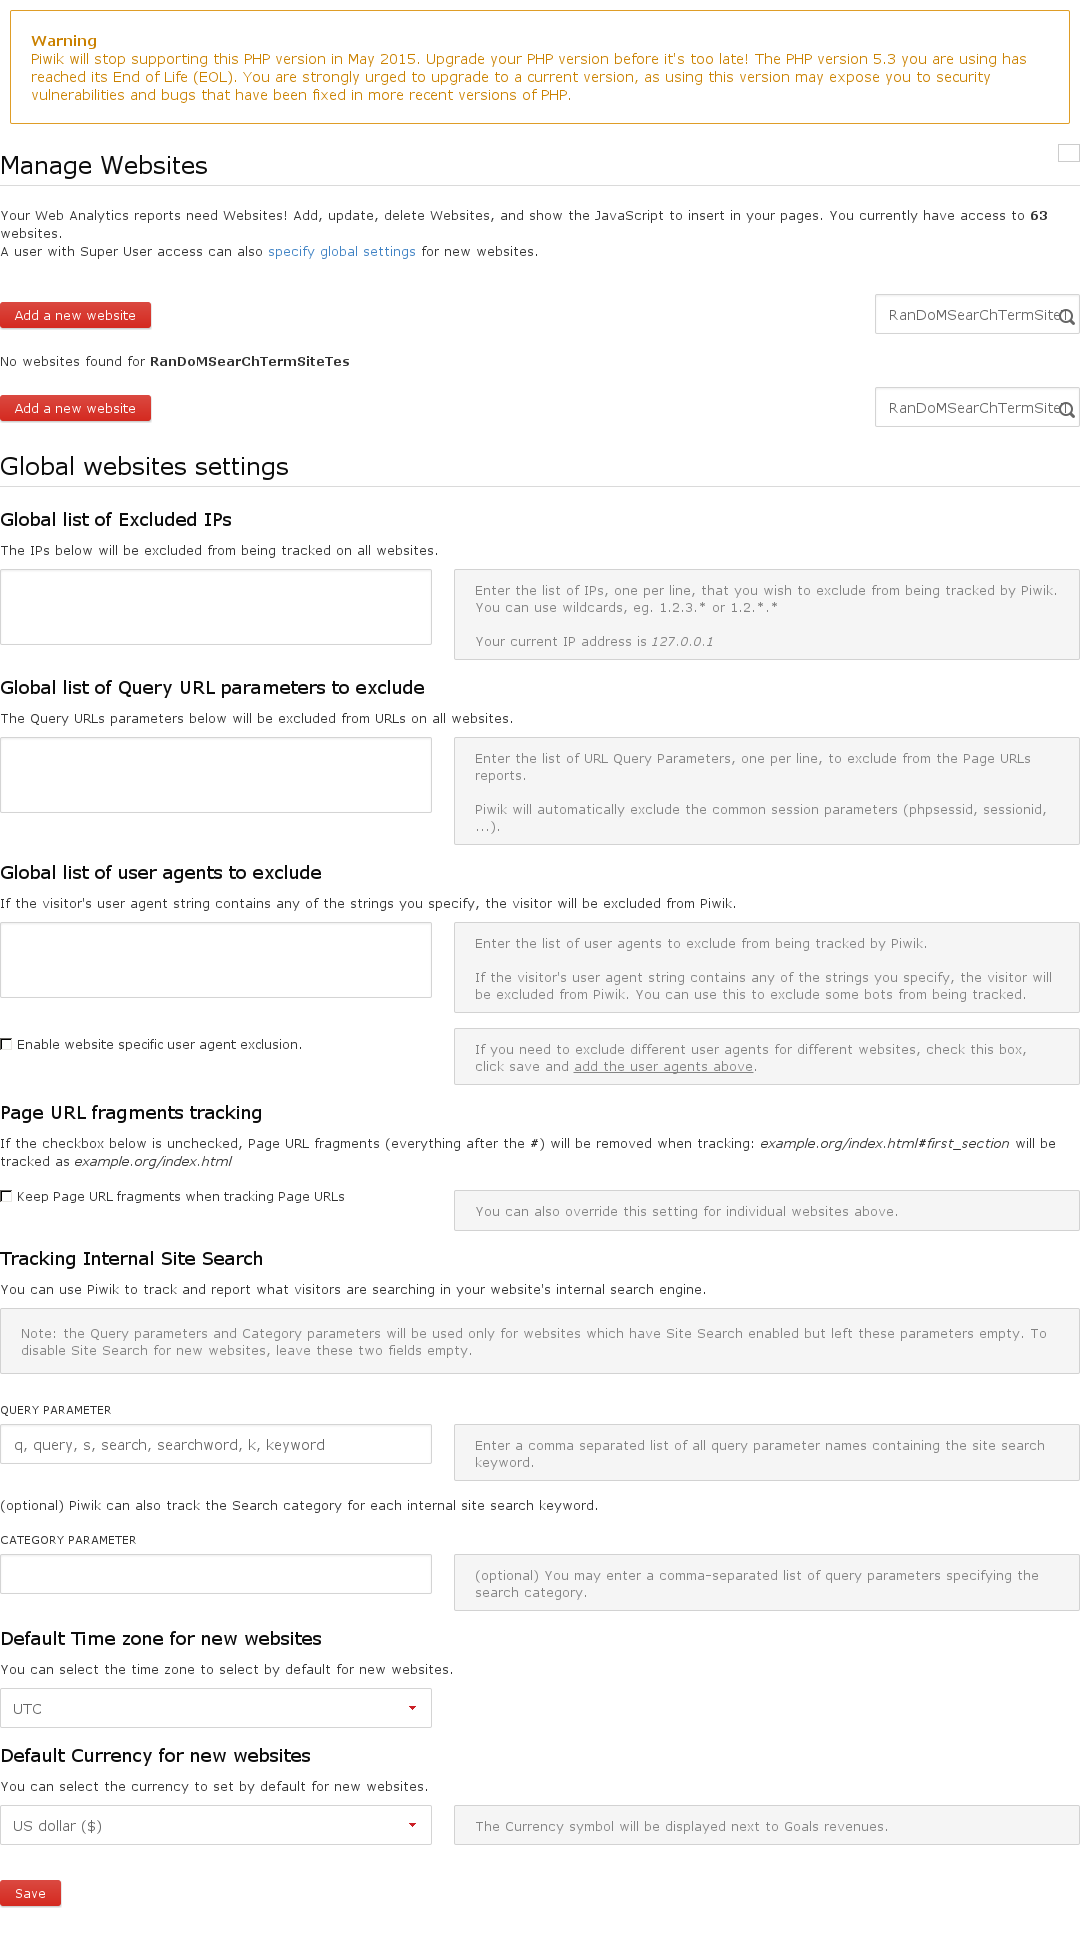 Warning
Piwik will stop supporting this PHP version in May 2015. Upgrade your PHP version before it's too late! The PHP version 5.3 you are using has
reached its End of Life (EOL). You are strongly urged to upgrade to a current version, as using this version may expose you to security
vulnerabilities and bugs that have been fixed in more recent versions of PHP.
Manage Websites
Your Web Analytics reports need Websites! Add, update, delete Websites, and show the JavaScript to insert in your pages. You currently have access to 63
websites.
A user with Super User access can also specify global settings for new websites.
Add a new website
RanDoMSearChTermSiteT
No websites found for RanDoMSearChTermSiteTes
Add a new website
RanDoMSearChTermSiteT
Global websites settings
Global list of Excluded IPs
The IPs below will be excluded from being tracked on all websites.
Enter the list of IPs, one per line, that you wish to exclude from being tracked by Piwik.
You can use wildcards, eg. 1.2.3.* or 1.2.*.*
Your current IP address is 127.0.0.1
Global list of Query URL parameters to exclude
The Query URLs parameters below will be excluded from URLs on all websites.
Enter the list of URL Query Parameters, one per line, to exclude from the Page URLs
reports.
Piwik will automatically exclude the common session parameters (phpsessid, sessionid,
...).
Global list of user agents to exclude
If the visitor's user agent string contains any of the strings you specify, the visitor will be excluded from Piwik.
Enter the list of user agents to exclude from being tracked by Piwik.
If the visitor's user agent string contains any of the strings you specify, the visitor will
be excluded from Piwik. You can use this to exclude some bots from being tracked.
Enable website specific user agent exclusion.
If you need to exclude different user agents for different websites, check this box,
click save and add the user agents above.
Page URL fragments tracking
If the checkbox below is unchecked, Page URL fragments (everything after the #) will be removed when tracking: example.org/index.html#first_section will be
tracked as example.org/index.html
Keep Page URL fragments when tracking Page URLs
You can also override this setting for individual websites above.
Tracking Internal Site Search
You can use Piwik to track and report what visitors are searching in your website's internal search engine.
Note: the Query parameters and Category parameters will be used only for websites which have Site Search enabled but left these parameters empty. To
disable Site Search for new websites, leave these two fields empty.
QUERY PARAMETER
q, query, s, search, searchword, k, keyword
Enter a comma separated list of all query parameter names containing the site search
keyword.
(optional) Piwik can also track the Search category for each internal site search keyword.
CATEGORY PARAMETER
(optional) You may enter a comma-separated list of query parameters specifying the
search category.
Default Time zone for new websites
You can select the time zone to select by default for new websites.
UTC
Default Currency for new websites
You can select the currency to set by default for new websites.
US dollar ($)
The Currency symbol will be displayed next to Goals revenues.
Save